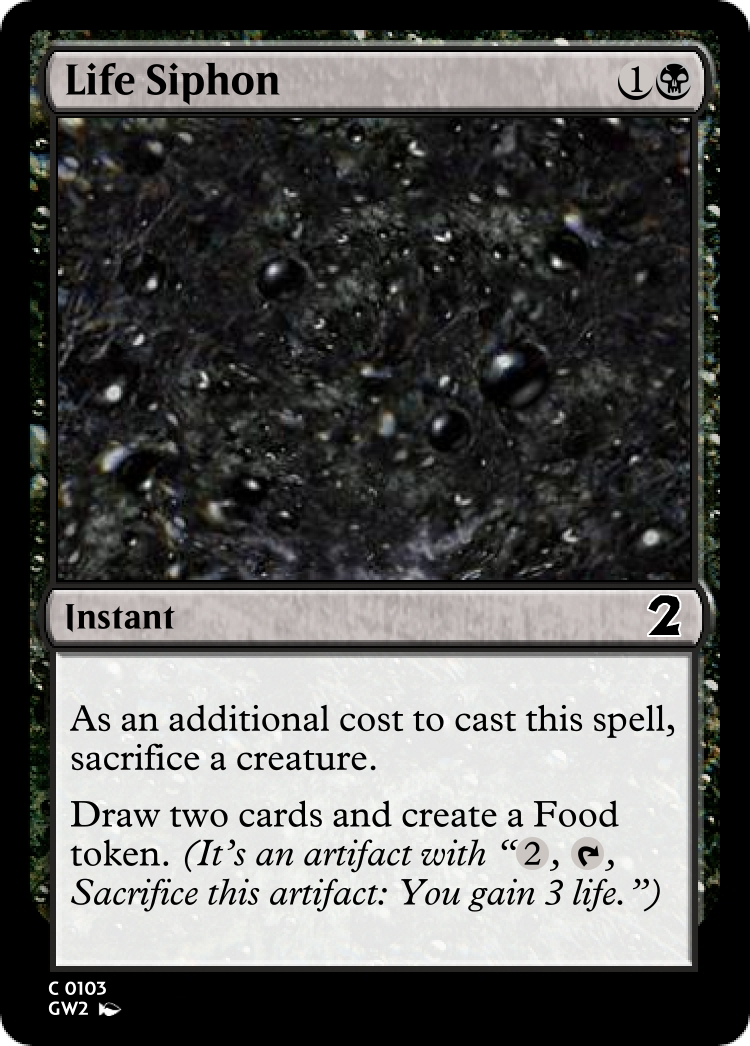 Life Siphon 1
Instant 2
As an additional cost to cast this spell,
sacrifice a creature.
Draw two cards and create a Food
token. (It's an artifact with “2, ,
Sacrifice this artifact: You gain 3 life.”)
C 0103
GW2